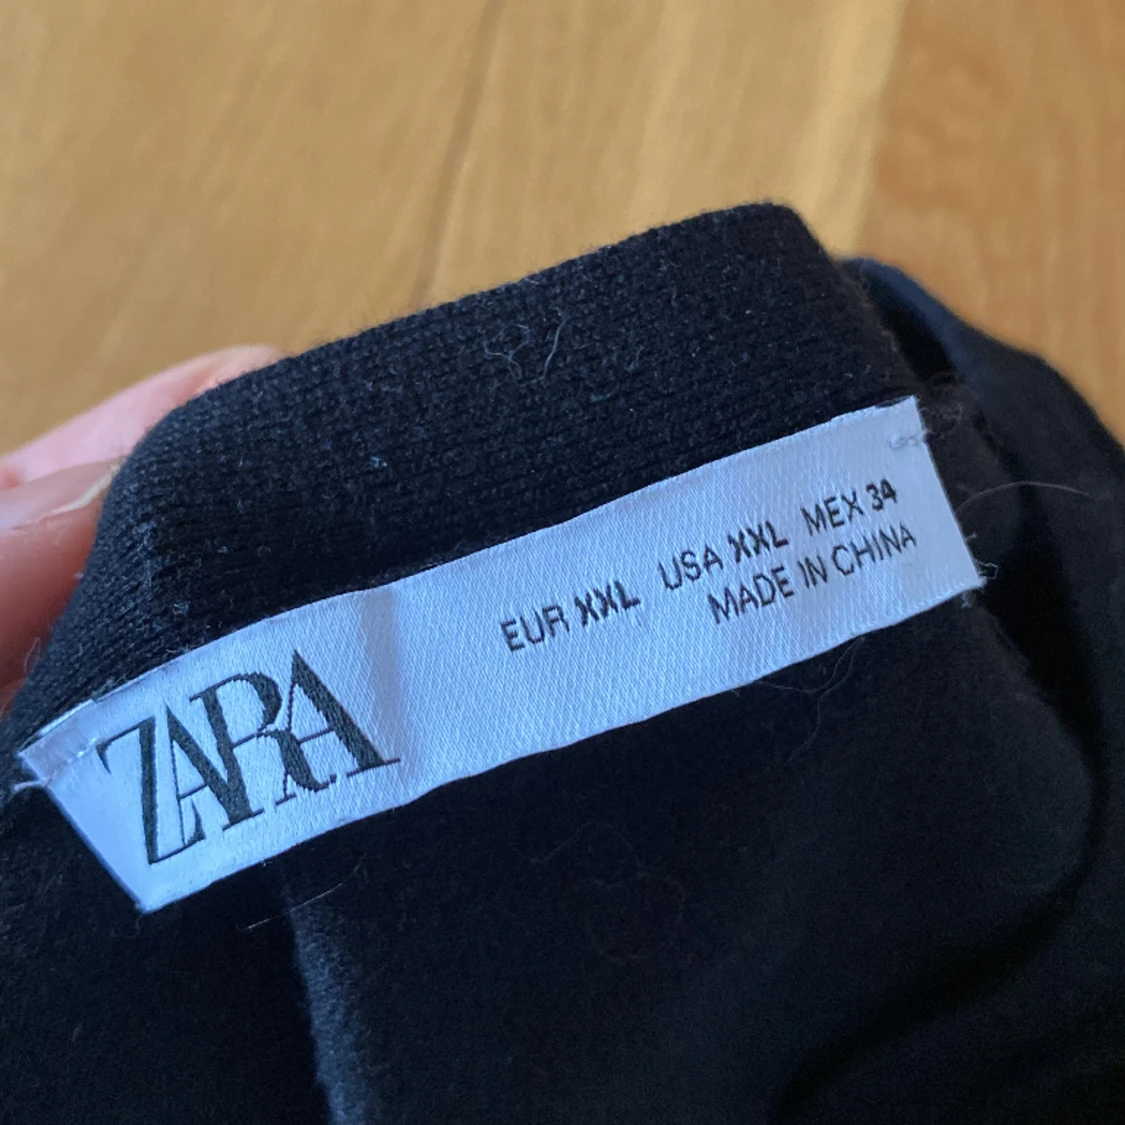 ZARA
EUR XXL USA XXL MEX 34
MADE IN CHINA